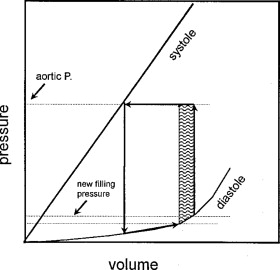 systole
aortic P.
pressure
diastole
new filling
pressure
volume